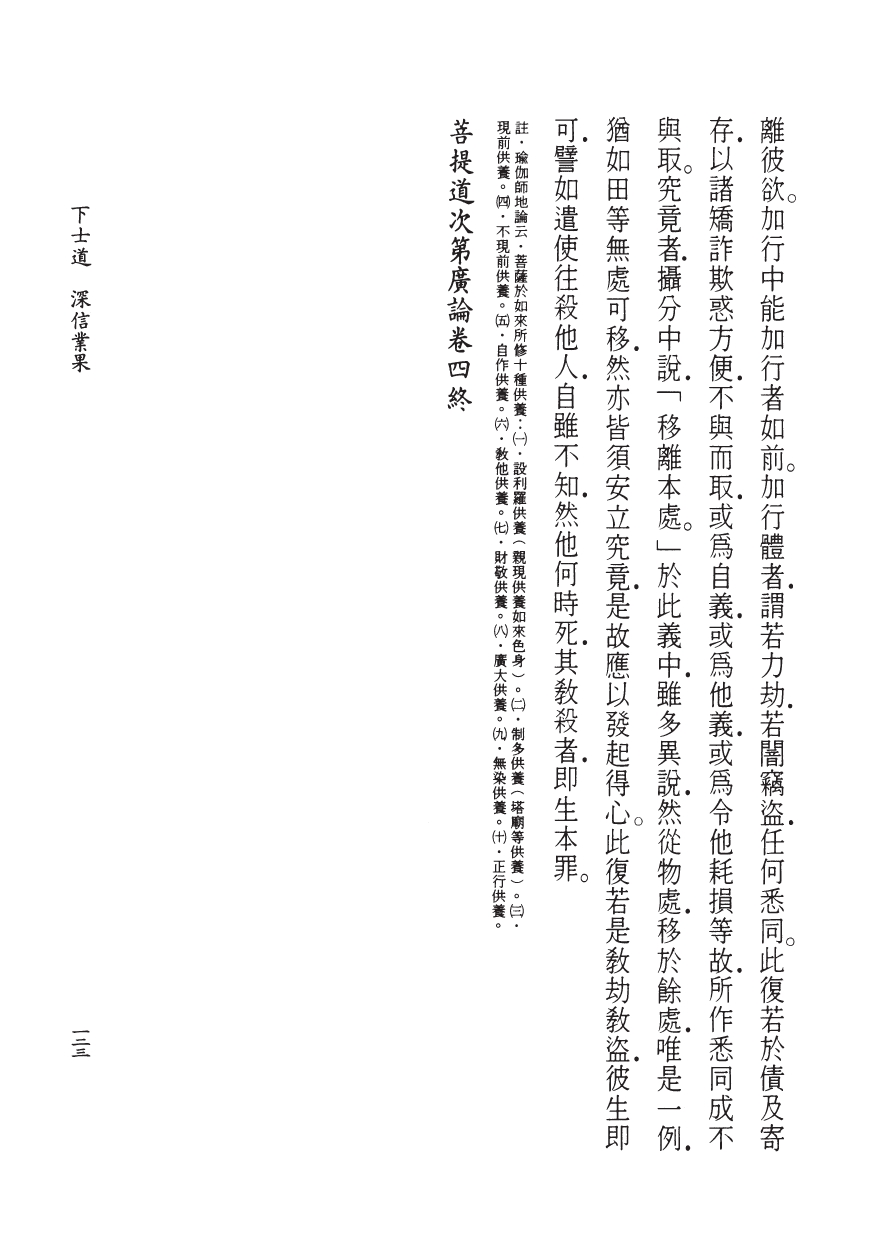 離彼欲。加行中能加行者如前。加行體者．謂若力劫．若闇竊盜．任何悉同。此復若於債及寄
存．以諸矯詐欺惑方便．不與而取．或爲自義．或爲他義．或爲令他耗損等故．所作悉同成不
與取。究竟者．攝分中說．「移離本處。」於此義中．雖多異說．然從物處．移於餘處．唯是一例．
猶如田等無處可移．然亦皆須安立究竟．是故應以發起得心。此復若是教劫教盜．彼生即
可．譬如遣使往殺他人．自雖不知．然他何時死．其教殺者．即生本罪。
註．瑜伽師地論云．菩薩於如來所修十種供養：㈠．設利羅供養（親現供養如來色身）。㈡．制多供養（塔廟等供養）。㈢．
現前供養。㈣．不現前供養。㈤．自作供養。㈥．教他供養。㈦．財敬供養。㈧．廣大供養。㈨．無染供養。㈩．正行供養。
菩提道次第廣論卷四終
下士道 深信業果
一二三